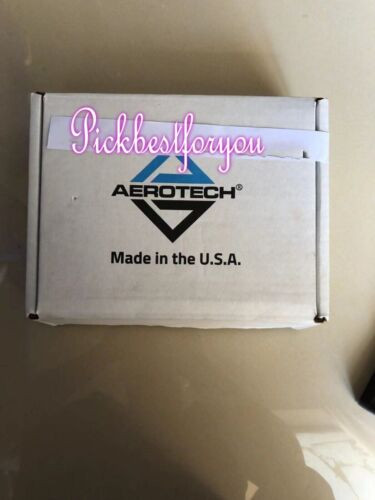 Pickbestforyou
AEROTECH®
Made in the U.S.A.